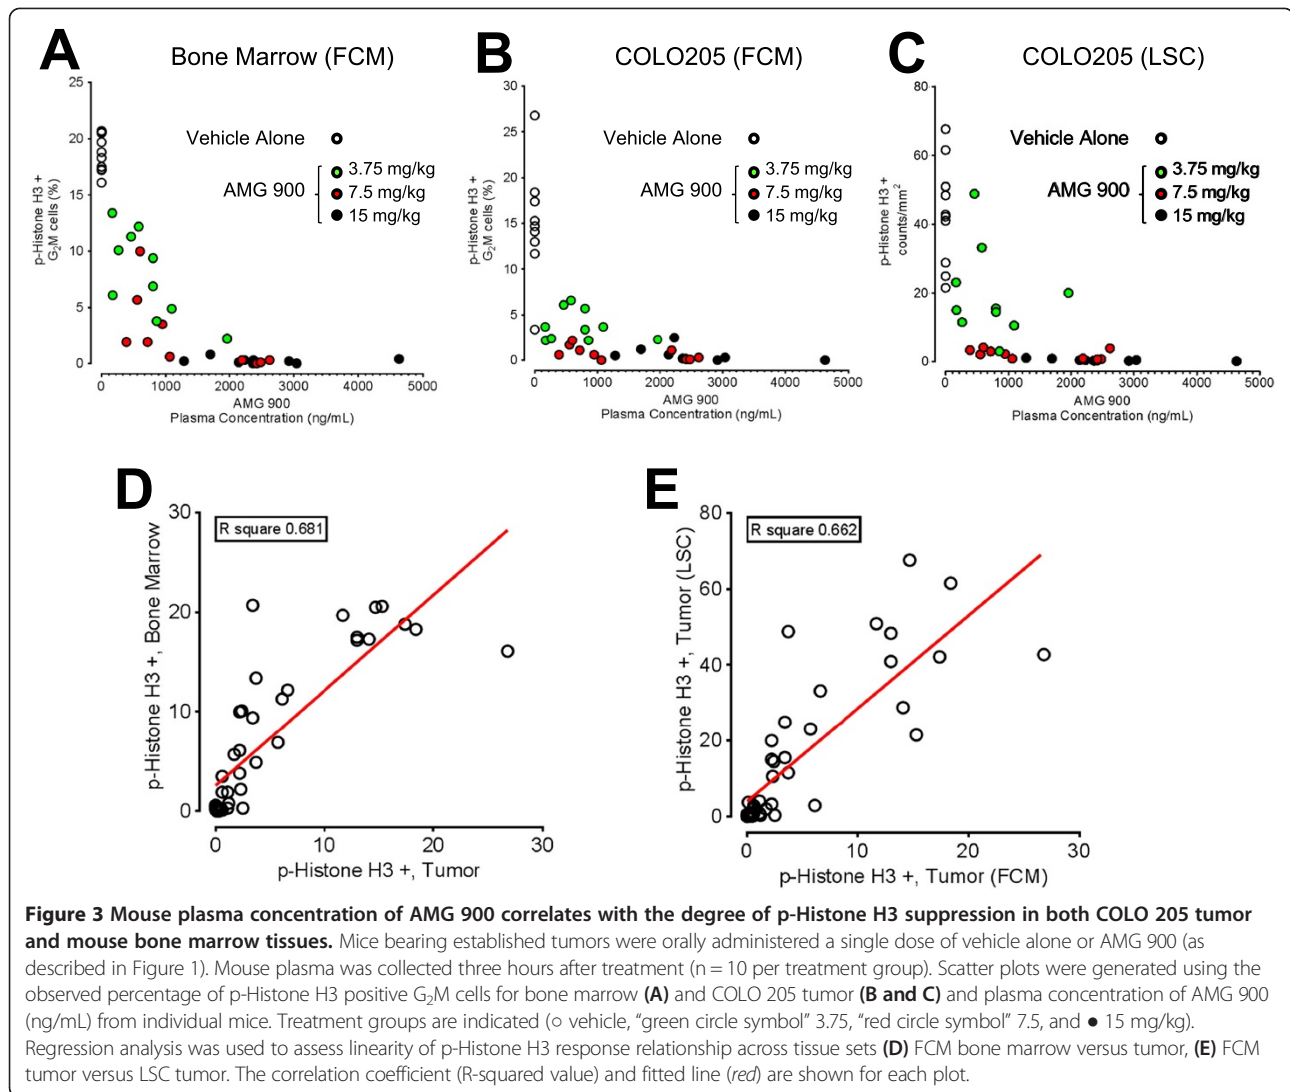 A
Bone Marrow (FCM)
25
20
15
10
5
0
p-Histone H3 +
G₂M cells (%)
Vehicle Alone
AMG 900
3.75 mg/kg
7.5 mg/kg
15 mg/kg
0
1000
2000
3000
4000
5000
AMG 900
Plasma Concentration (ng/mL)
B
COLO205 (FCM)
30
25
20
15
10
5
0
p-Histone H3 +
G₂M cells (%)
Vehicle Alone
AMG 900
3.75 mg/kg
7.5 mg/kg
15 mg/kg
0
1000
2000
3000
4000
5000
AMG 900
Plasma Concentration (ng/mL)
C
COLO205 (LSC)
80
60
40
20
0
p-Histone H3 +
counts/mm²
Vehicle Alone
AMG 900
3.75 mg/kg
7.5 mg/kg
15 mg/kg
0
1000
2000
3000
4000
5000
AMG 900
Plasma Concentration (ng/mL)
D
30
20
10
0
p-Histone H3 +, Bone Marrow
R square 0.681
0
10
20
30
p-Histone H3 +, Tumor
E
80
60
40
20
0
p-Histone H3 +, Tumor (LSC)
R square 0.662
0
10
20
30
p-Histone H3 +, Tumor (FCM)
Figure 3 Mouse plasma concentration of AMG 900 correlates with the degree of p-Histone H3 suppression in both COLO 205 tumor
and mouse bone marrow tissues. Mice bearing established tumors were orally administered a single dose of vehicle alone or AMG 900 (as
described in Figure 1). Mouse plasma was collected three hours after treatment (n = 10 per treatment group). Scatter plots were generated using the
observed percentage of p-Histone H3 positive G₂M cells for bone marrow (A) and COLO 205 tumor (B and C) and plasma concentration of AMG 900
(ng/mL) from individual mice. Treatment groups are indicated (○ vehicle, “green circle symbol” 3.75, “red circle symbol” 7.5, and ● 15 mg/kg).
Regression analysis was used to assess linearity of p-Histone H3 response relationship across tissue sets (D) FCM bone marrow versus tumor, (E) FCM
tumor versus LSC tumor. The correlation coefficient (R-squared value) and fitted line (red) are shown for each plot.